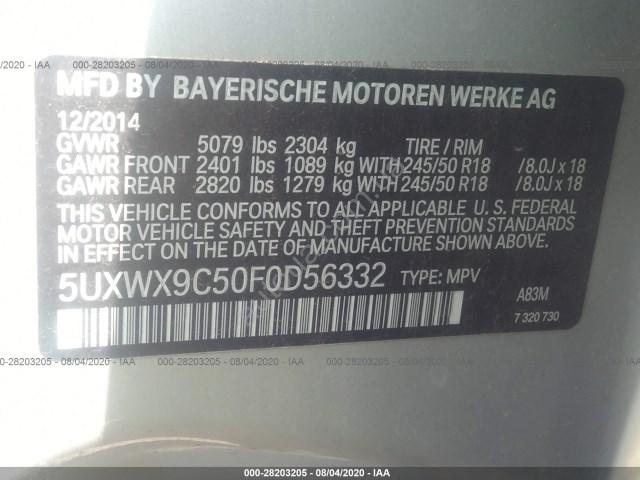 000-28203205 - 08/04/2020 - IAA
MFD BY BAYERISCHE MOTOREN WERKE AG
12/2014
GVWR 5079 lbs 2304 kg TIRE / RIM
GAWR FRONT 2401 lbs 1089 kg WITH 245/50 R18 / 8.0J x 18
GAWR REAR 2820 lbs 1279 kg WITH 245/50 R18 / 8.0J x 18
THIS VEHICLE CONFORMS TO ALL APPLICABLE U. S. FEDERAL
MOTOR VEHICLE SAFETY AND THEFT PREVENTION STANDARDS
IN EFFECT ON THE DATE OF MANUFACTURE SHOWN ABOVE.
5UXWX9C50F0D56332 TYPE: MPV
A83M
7 320 730
000-28203205 - 08/04/2020 - IAA
000-28203205 - 08/04/2020 - IAA